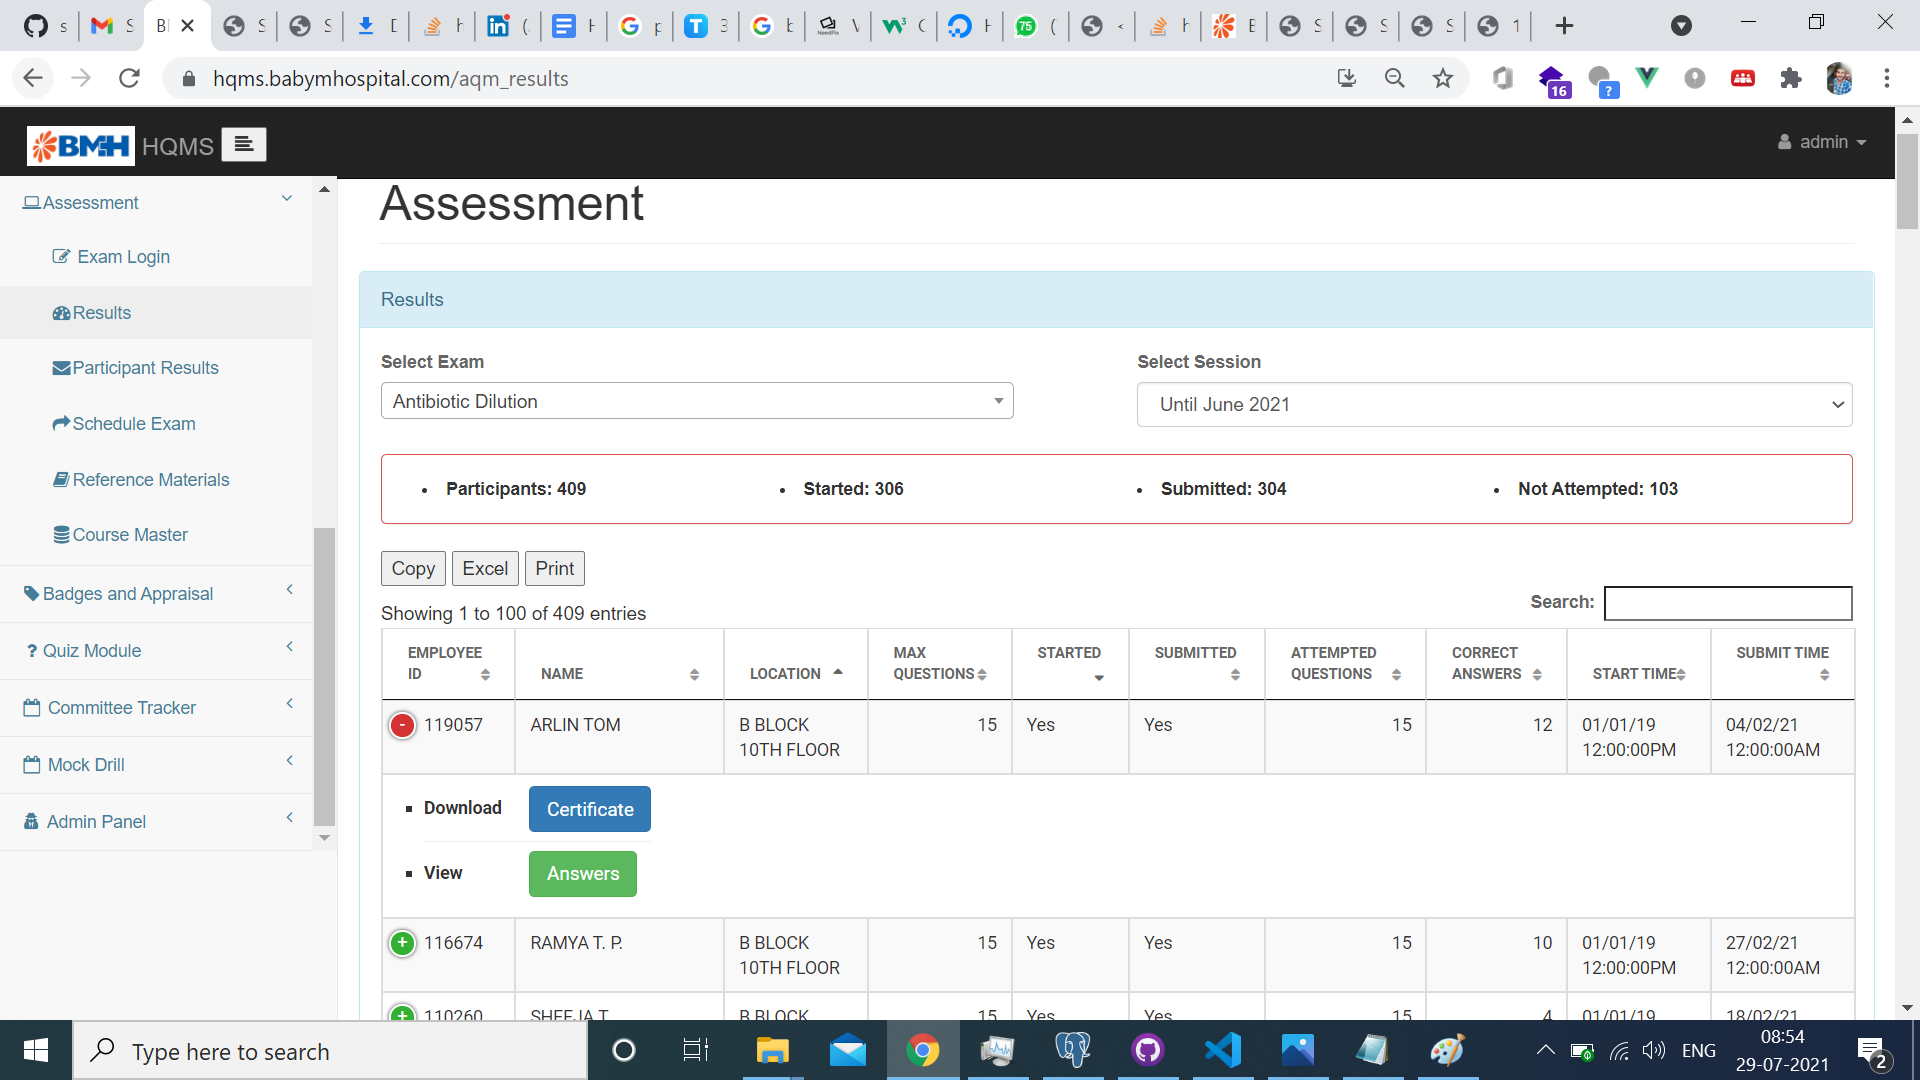 hqms.babymhospital.com/aqm_results
16
?
75
BMH HQMS
admin
Assessment
Exam Login
Results
Participant Results
Schedule Exam
Reference Materials
Course Master
Badges and Appraisal
? Quiz Module
Committee Tracker
Mock Drill
Admin Panel
Assessment
Results
Select Exam
Select Session
Antibiotic Dilution
Until June 2021
Participants: 409
Started: 306
Submitted: 304
Not Attempted: 103
Copy Excel Print
Showing 1 to 100 of 409 entries
Search:
EMPLOYEE ID NAME LOCATION MAX QUESTIONS STARTED SUBMITTED ATTEMPTED QUESTIONS CORRECT ANSWERS START TIME SUBMIT TIME
119057 ARLIN TOM B BLOCK 15 Yes Yes 15 12 01/01/19 04/02/21
10TH FLOOR 12:00:00PM 12:00:00AM
Download Certificate
View Answers
116674 RAMYA T. P. B BLOCK 15 Yes Yes 15 10 01/01/19 27/02/21
10TH FLOOR 12:00:00PM 12:00:00AM
110260 SHEEJA T B BLOCK 15 Yes Yes 15 4 01/01/19 18/02/21
Type here to search
ENG
08:54
29-07-2021
2